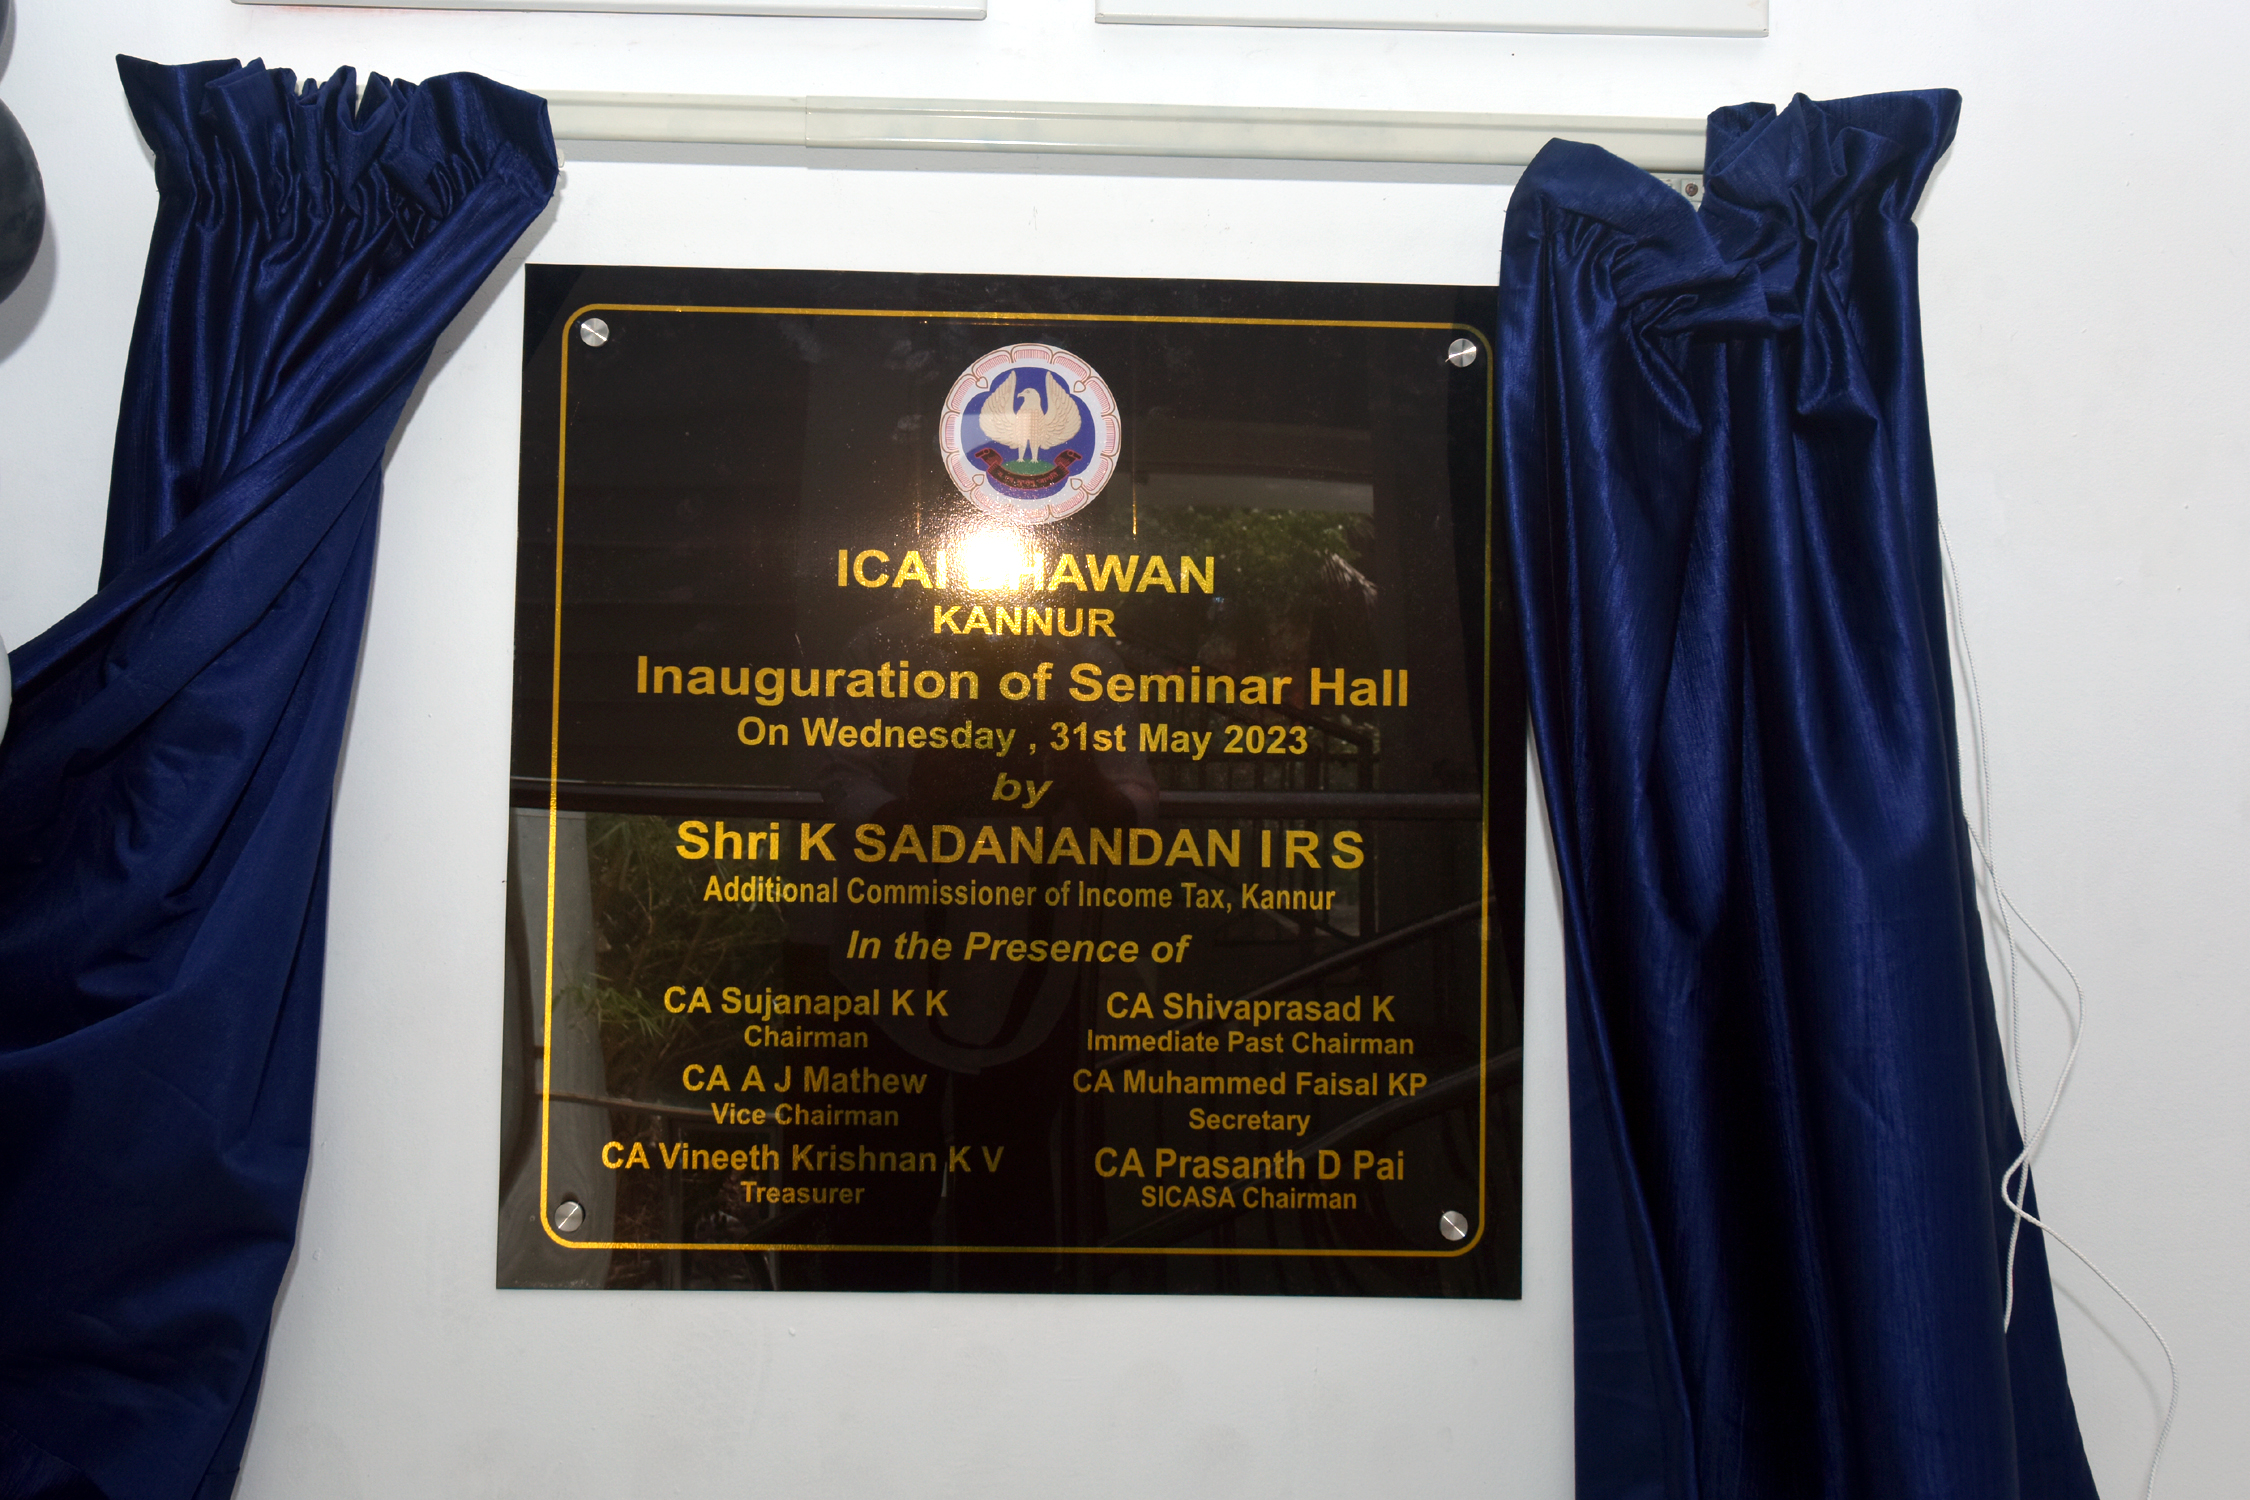 ICAI BHAWAN
KANNUR
Inauguration of Seminar Hall
On Wednesday , 31st May 2023
by
Shri K SADANANDAN I R S
Additional Commissioner of Income Tax, Kannur
In the Presence of
CA Sujanapal K K
Chairman
CA Shivaprasad K
Immediate Past Chairman
CA A J Mathew
Vice Chairman
CA Muhammed Faisal KP
Secretary
CA Vineeth Krishnan K V
Treasurer
CA Prasanth D Pai
SICASA Chairman